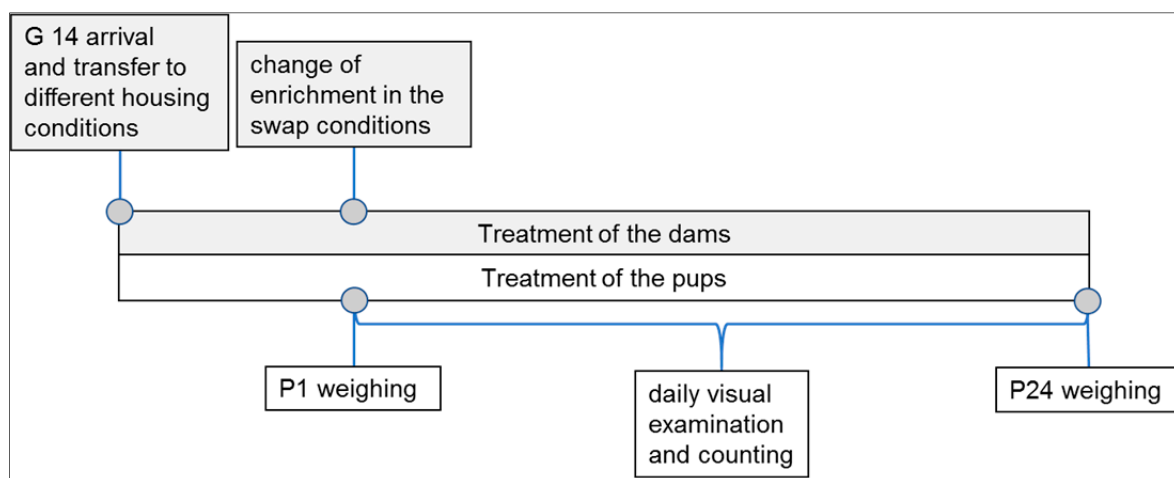 G 14 arrival
and transfer to
different housing
conditions
change of
enrichment in the
swap conditions
Treatment of the dams
Treatment of the pups
P1 weighing
daily visual
examination
and counting
P24 weighing